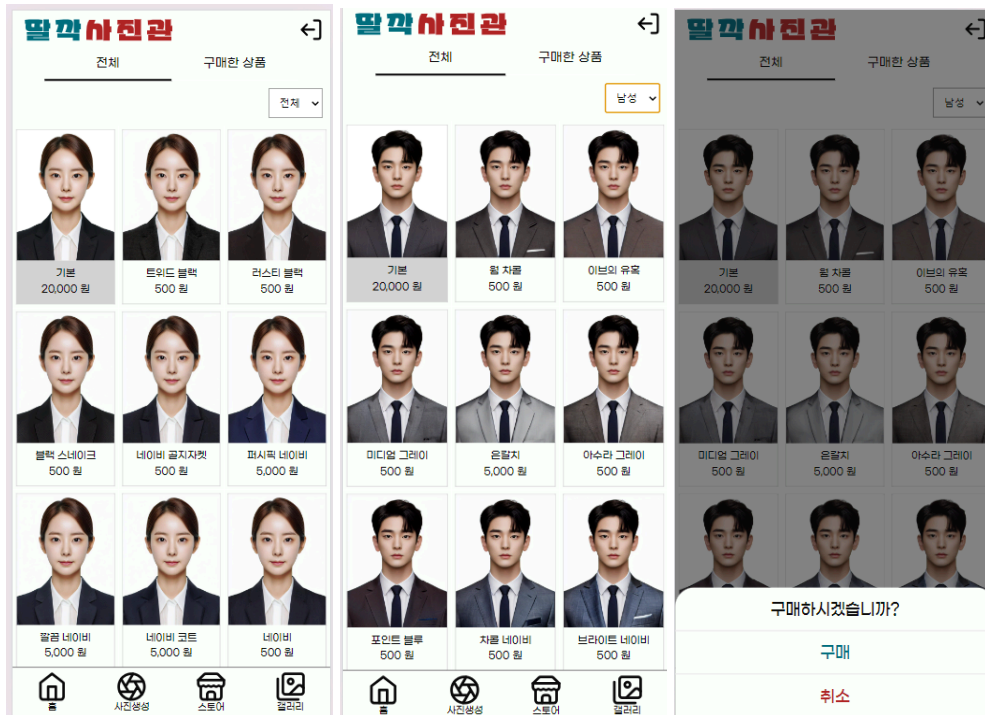 딸깍사진관
전체 구매한 상품
전체
기본 트위드 블랙 러스티 블랙
20,000 원 500 원 500 원
블랙 스네이크 네이비 골지자켓 퍼시픽 네이비
500 원 500 원 5,000 원
깔끔 네이비 네이비 코트 네이비
5,000 원 5,000 원 500 원
홈 사진생성 스토어 갤러리
딸깍사진관
전체 구매한 상품
남성
기본 웜 차콜 이브의 유혹
20,000 원 500 원 500 원
미디엄 그레이 은갈치 아수라 그레이
500 원 5,000 원 500 원
포인트 블루 차콜 네이비 브라이트 네이비
500 원 500 원 500 원
홈 사진생성 스토어 갤러리
딸깍사진관
전체 구매한 상품
남성
기본 웜 차콜 이브의 유혹
20,000 원 500 원 500 원
미디엄 그레이 은갈치 아수라 그레이
500 원 5,000 원 500 원
구매하시겠습니까?
구매
취소